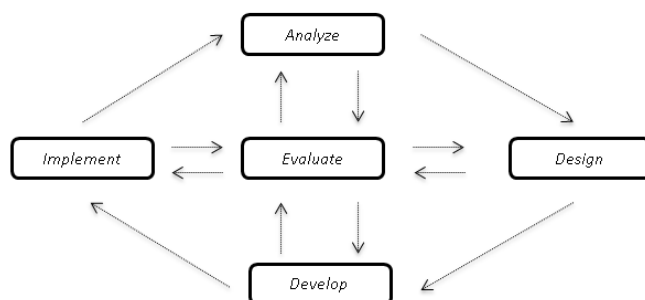 Analyze
Implement
Evaluate
Design
Develop